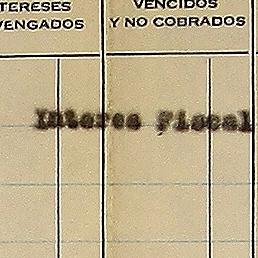 TERESES
VENGADOS
VENCIDOS
Y NO COBRADOS
Interes Fiscal